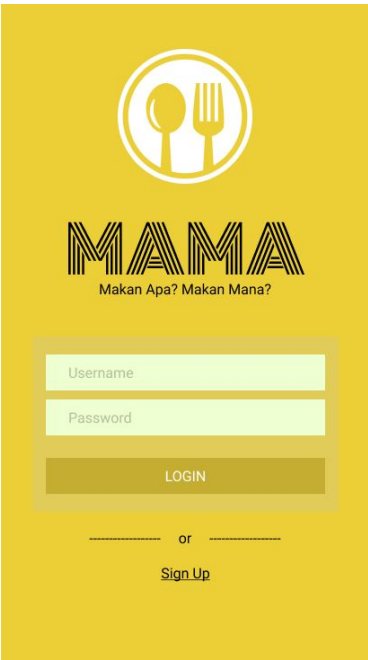 MAMA
Makan Apa? Makan Mana?
Username
Password
LOGIN
----------------- or -----------------
Sign Up